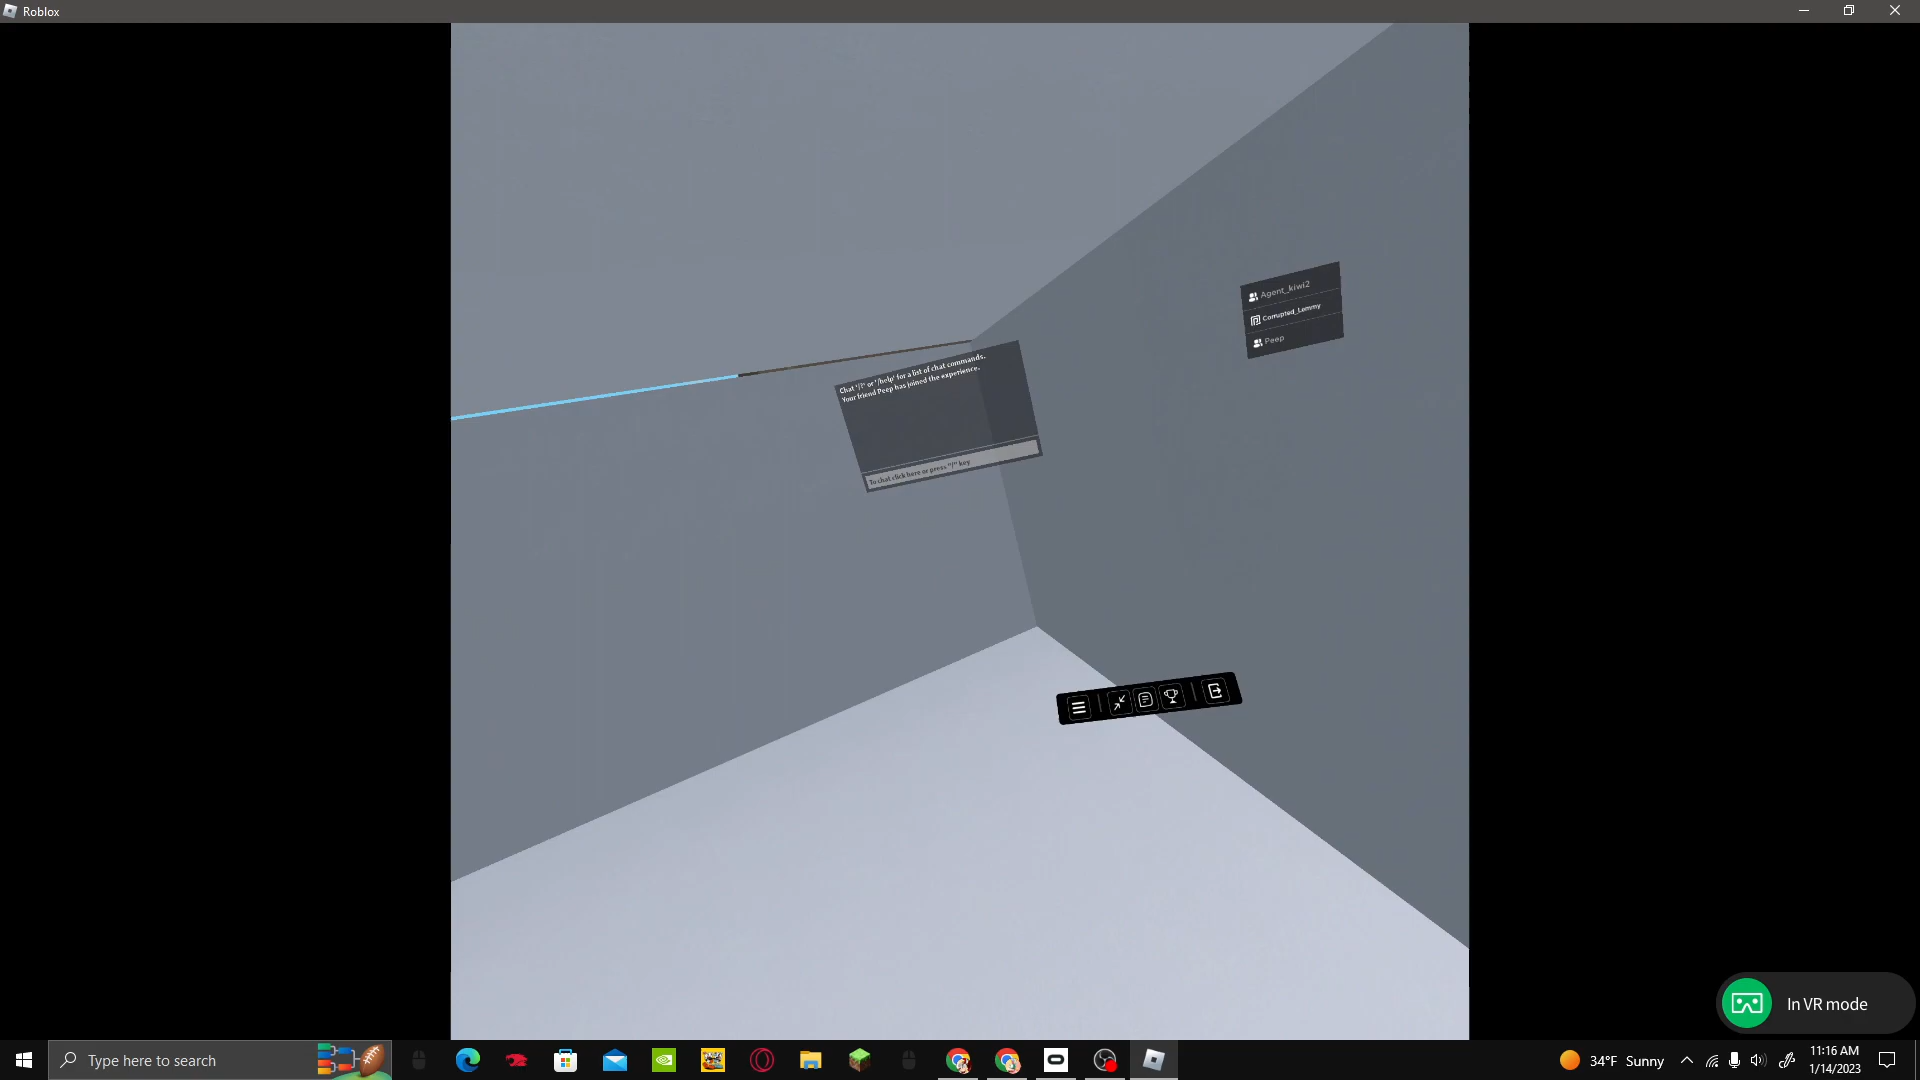 Roblox
Agent_kiwi2
Corrupted_Lemmy
Peep
Chat '/?' or '/help' for a list of chat commands.
Your friend Peep has joined the experience.
To chat click here or press "/" key
In VR mode
Type here to search
34°F Sunny
11:16 AM
1/14/2023